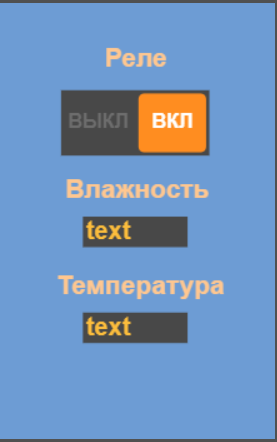 Реле
ВЫКЛ ВКЛ
Влажность
text
Температура
text